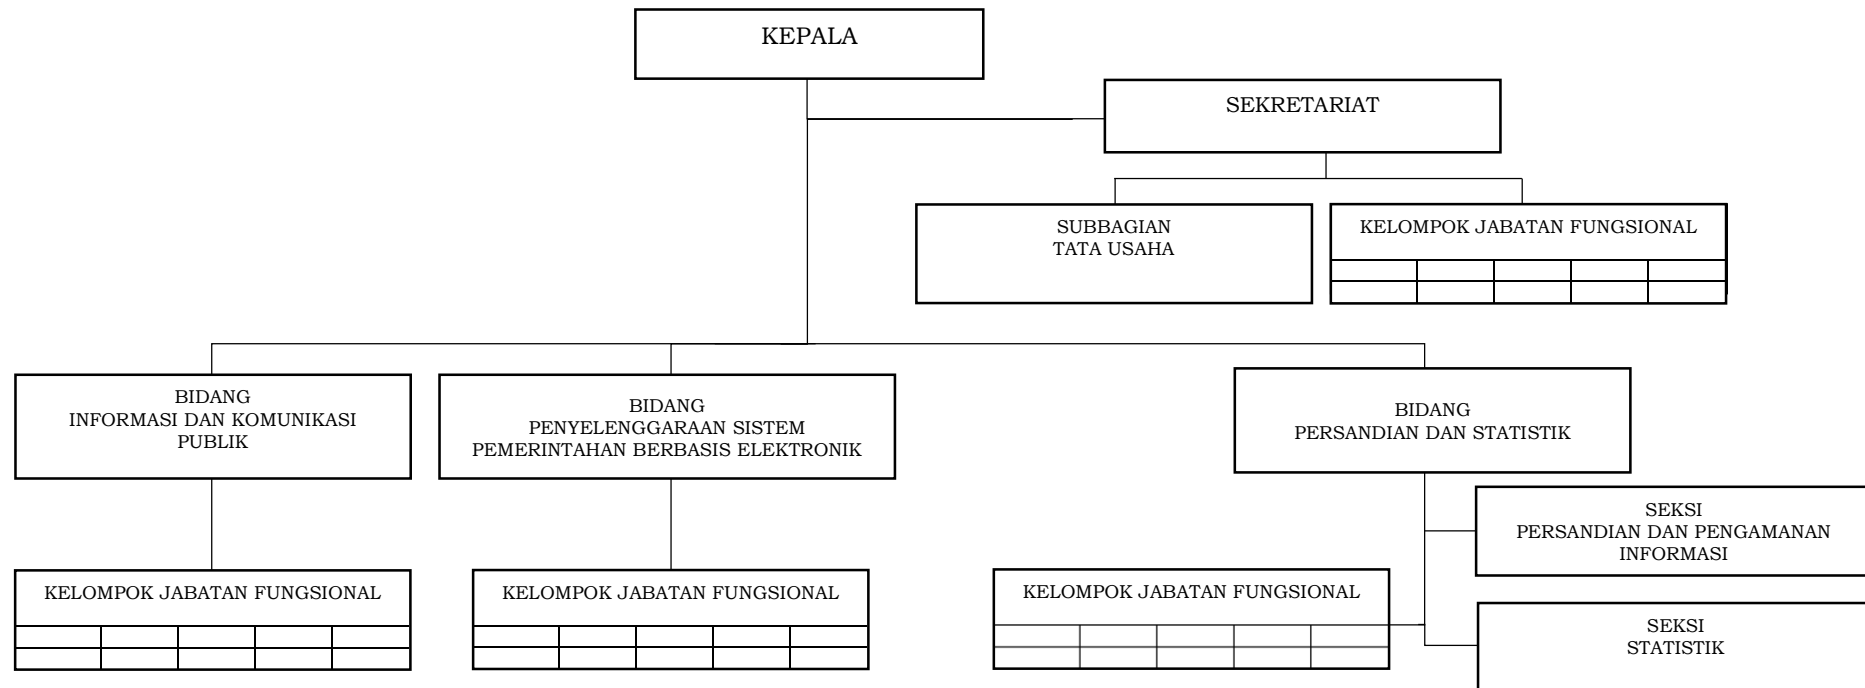 KEPALA
SEKRETARIAT
SUBBAGIAN
TATA USAHA
KELOMPOK JABATAN FUNGSIONAL
BIDANG
INFORMASI DAN KOMUNIKASI
PUBLIK
BIDANG
PENYELENGGARAAN SISTEM
PEMERINTAHAN BERBASIS ELEKTRONIK
BIDANG
PERSANDIAN DAN STATISTIK
SEKSI
PERSANDIAN DAN PENGAMANAN
INFORMASI
KELOMPOK JABATAN FUNGSIONAL
KELOMPOK JABATAN FUNGSIONAL
KELOMPOK JABATAN FUNGSIONAL
SEKSI
STATISTIK